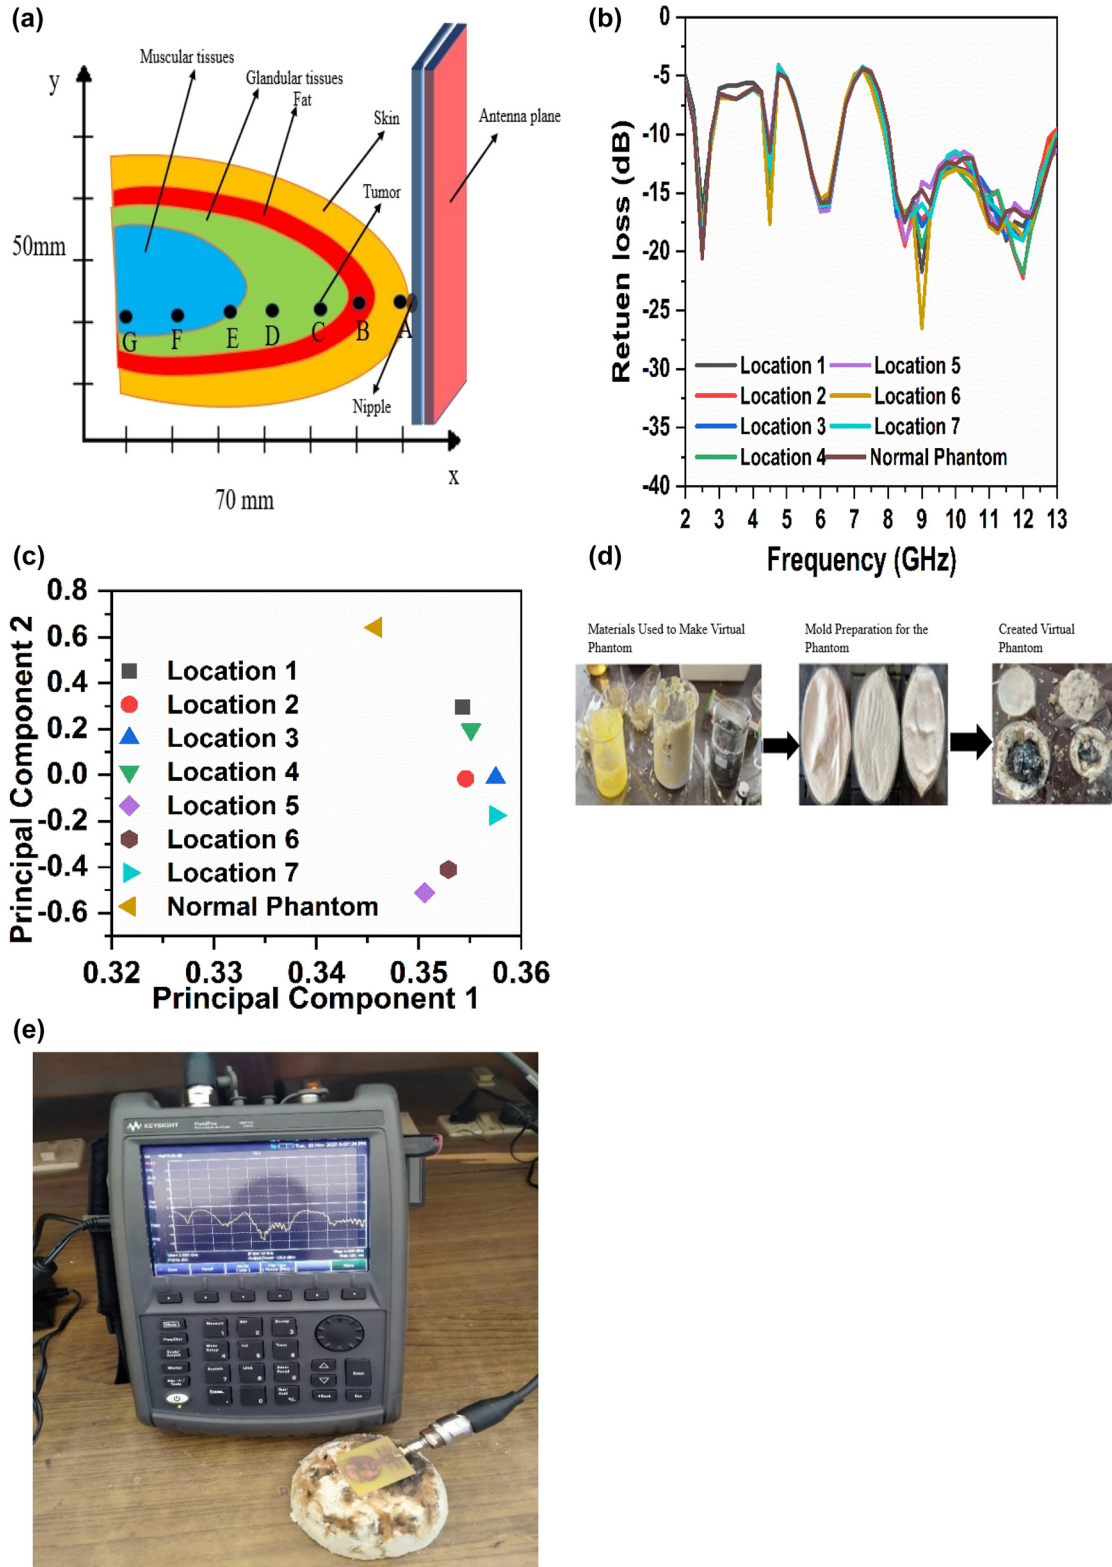 (a)
Muscular tissues
y
Glandular tissues
Fat
Skin
Antenna plane
Tumor
50mm
G F E D C B A
Nipple
x
70 mm
(b)
Retuen loss (dB)
0
-5
-10
-15
-20
-25
-30
-35
-40
Location 1 Location 5
Location 2 Location 6
Location 3 Location 7
Location 4 Normal Phantom
2 3 4 5 6 7 8 9 10 11 12 13
Frequency (GHz)
(c)
Principal Component 2
0.8
0.6
0.4
0.2
0.0
-0.2
-0.4
-0.6
Location 1
Location 2
Location 3
Location 4
Location 5
Location 6
Location 7
Normal Phantom
0.32 0.33 0.34 0.35 0.36
Principal Component 1
(d)
Materials Used to Make Virtual
Phantom
Mold Preparation for the
Phantom
Created Virtual
Phantom
(e)
KEYSIGHT
FieldFox